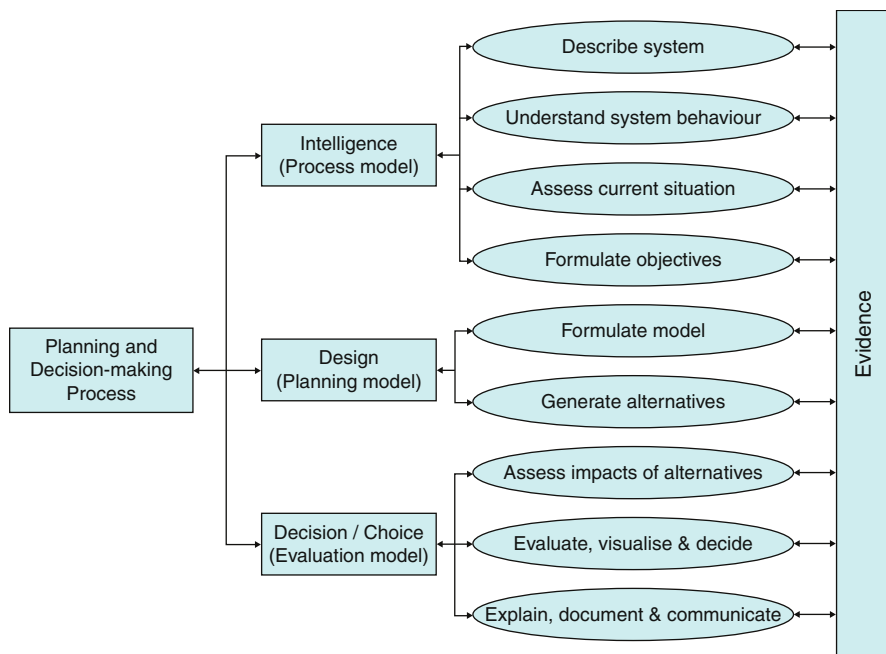 Planning and
Decision-making
Process
Intelligence
(Process model)
Design
(Planning model)
Decision / Choice
(Evaluation model)
Describe system
Understand system behaviour
Assess current situation
Formulate objectives
Formulate model
Generate alternatives
Assess impacts of alternatives
Evaluate, visualise & decide
Explain, document & communicate
Evidence